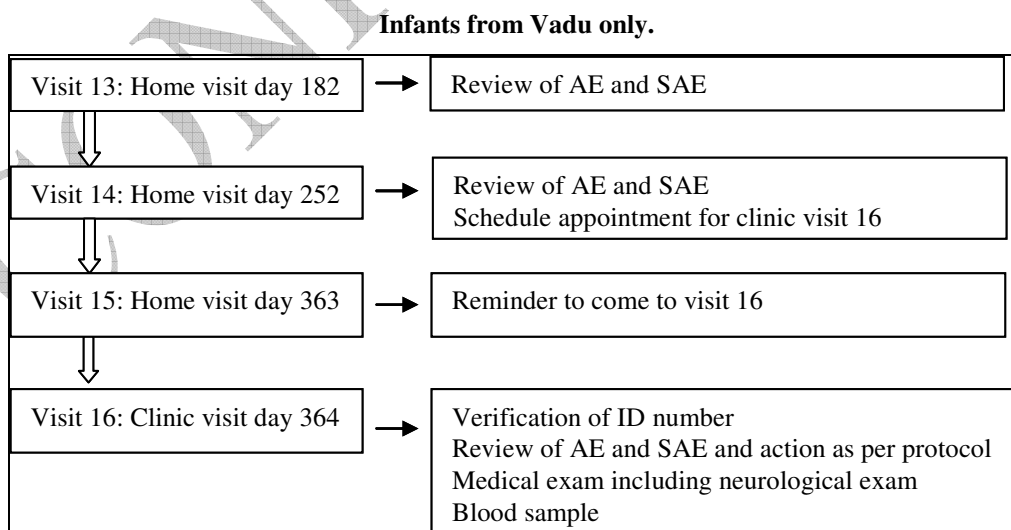 Infants from Vadu only.
Visit 13: Home visit day 182
Review of AE and SAE
Visit 14: Home visit day 252
Review of AE and SAE
Schedule appointment for clinic visit 16
Visit 15: Home visit day 363
Reminder to come to visit 16
Visit 16: Clinic visit day 364
Verification of ID number
Review of AE and SAE and action as per protocol
Medical exam including neurological exam
Blood sample